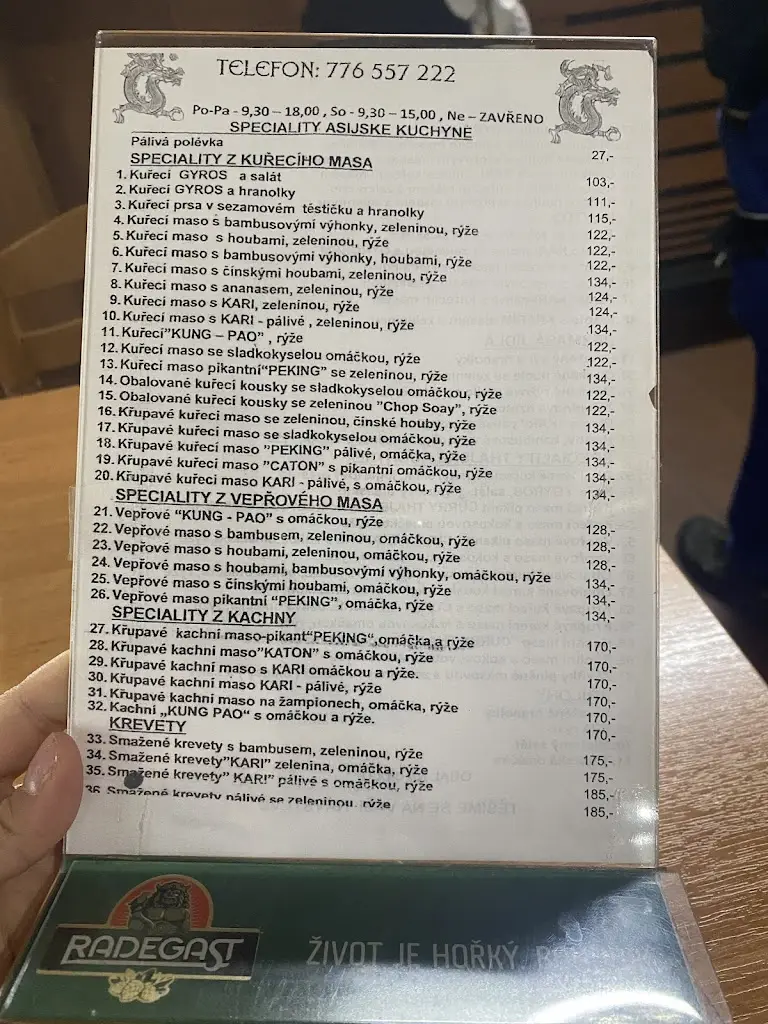 TELEFON: 776 557 222
Po-Pa - 9,30 – 18,00 , So - 9,30 – 15,00 , Ne – ZAVŘENO
SPECIALITY ASIJSKE KUCHYNĚ
Pálivá polévka 27,-
SPECIALITY Z KUŘECÍHO MASA
1. Kuřecí GYROS a salát 103,-
2. Kuřecí GYROS a hranolky 111,-
3. Kuřecí prsa v sezamovém těstičku a hranolky 115,-
4. Kuřecí maso s bambusovými výhonky, zeleninou, rýže 122,-
5. Kuřecí maso s houbami, zeleninou, rýže 122,-
6. Kuřecí maso s bambusovými výhonky, houbami, rýže 122,-
7. Kuřecí maso s čínskými houbami, zeleninou, rýže 134,-
8. Kuřecí maso s ananasem, zeleninou, rýže 124,-
9. Kuřecí maso s KARI, zeleninou, rýže 124,-
10. Kuřecí maso s KARI - pálivé , zeleninou, rýže 134,-
11. Kuřecí"KUNG – PAO" , rýže 122,-
12. Kuřecí maso se sladkokyselou omáčkou, rýže 122,-
13. Kuřecí maso pikantní"PEKING" se zeleninou, rýže 134,-
14. Obalované kuřecí kousky se sladkokyselou omáčkou, rýže 122,-
15. Obalované kuřecí kousky se zeleninou "Chop Soay", rýže 122,-
16. Křupavé kuřecí maso se zeleninou, čínské houby, rýže 134,-
17. Křupavé kuřecí maso se sladkokyselou omáčkou, rýže 134,-
18. Křupavé kuřecí maso "PEKING" pálivé, omáčka, rýže 134,-
19. Křupavé kuřecí maso "CATON" s pikantní omáčkou, rýže 134,-
20. Křupavé kuřecí maso KARI - pálivé, s omáčkou, rýže 134,-
SPECIALITY Z VEPŘOVÉHO MASA
21. Vepřové "KUNG - PAO" s omáčkou, rýže 128,-
22. Vepřové maso s bambusem, zeleninou, omáčkou, rýže 128,-
23. Vepřové maso s houbami, zeleninou, omáčkou, rýže 128,-
24. Vepřové maso s houbami, bambusovými výhonky, omáčkou, rýže 134,-
25. Vepřové maso s čínskými houbami, omáčkou, rýže 134,-
26. Vepřové maso pikantní "PEKING", omáčka, rýže 134,-
SPECIALITY Z KACHNY
27. Křupavé kachní maso-pikant"PEKING",omáčka,a rýže 170,-
28. Křupavé kachní maso"KATON" s omáčkou, rýže 170,-
29. Křupavé kachní maso s KARI omáčkou a rýže. 170,-
30. Křupavé kachní maso KARI - pálivé, rýže 170,-
31. Křupavé kachní maso na žampionech, omáčka, rýže 170,-
32. Kachní „KUNG PAO" s omáčkou a rýže. 170,-
KREVETY
33. Smažené krevety s bambusem, zeleninou, rýže 175,-
34. Smažené krevety"KARI" zelenina, omáčka, rýže 175,-
35. Smažené krevety" KARI" pálivé s omáčkou, rýže 185,-
36. Smažené krevety pálivé se zeleninou, rýže 185,-
RADEGAST
ŽIVOT JE HOŘKÝ,